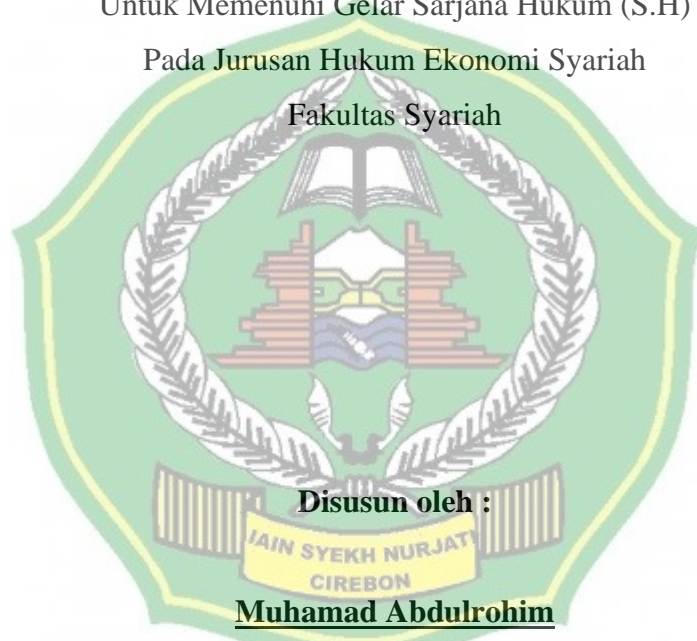 Untuk Memenuhi Gelar Sarjana Hukum (S.H)
Pada Jurusan Hukum Ekonomi Syariah
Fakultas Syariah
Disusun oleh :
IAIN SYEKH NURJATI
CIREBON
Muhamad Abdulrohim